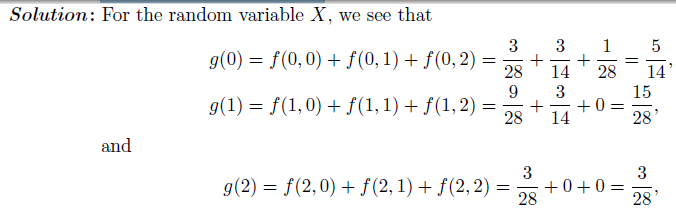 Solution: For the random variable X, we see that
g(0) = f(0, 0) + f(0, 1) + f(0, 2) = 3/28 + 3/14 + 1/28 = 5/14,
g(1) = f(1, 0) + f(1, 1) + f(1, 2) = 9/28 + 3/14 + 0 = 15/28,
and
g(2) = f(2, 0) + f(2, 1) + f(2, 2) = 3/28 + 0 + 0 = 3/28,